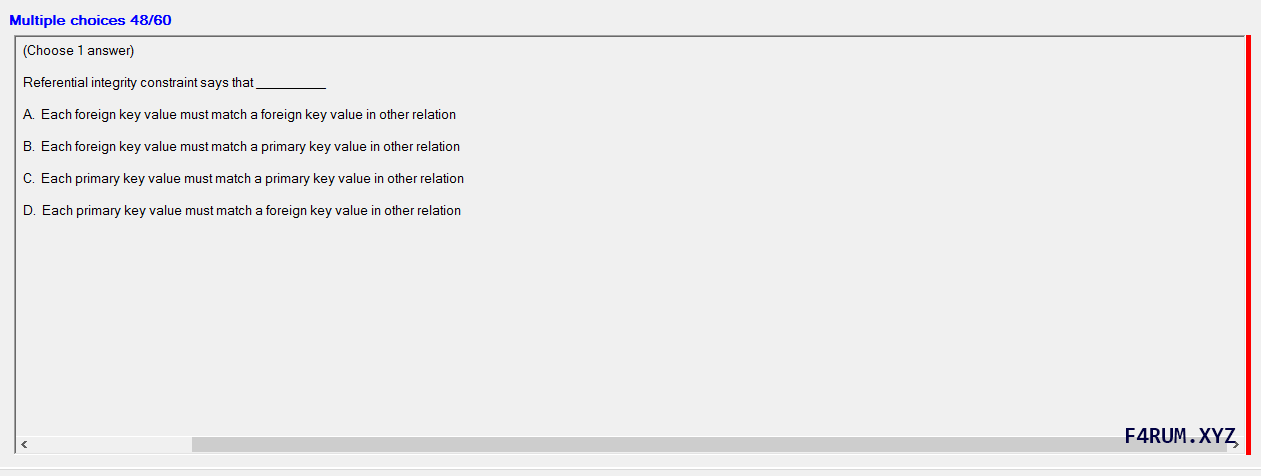 Multiple choices 48/60
(Choose 1 answer)
Referential integrity constraint says that __________
A. Each foreign key value must match a foreign key value in other relation
B. Each foreign key value must match a primary key value in other relation
C. Each primary key value must match a primary key value in other relation
D. Each primary key value must match a foreign key value in other relation
F4RUM.XYZ